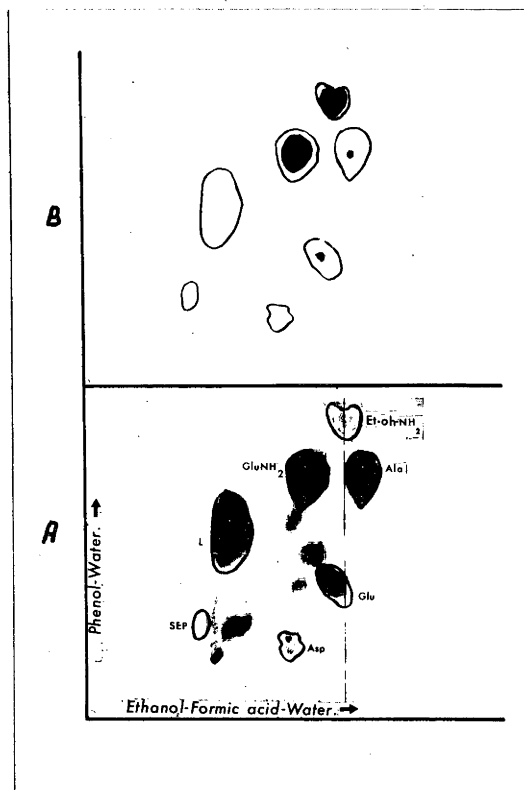 B
Et-oh-NH2
GluNH2
Ala
A
L
Glu
SEP
Asp
Phenol-Water. →
Ethanol-Formic acid-Water. →